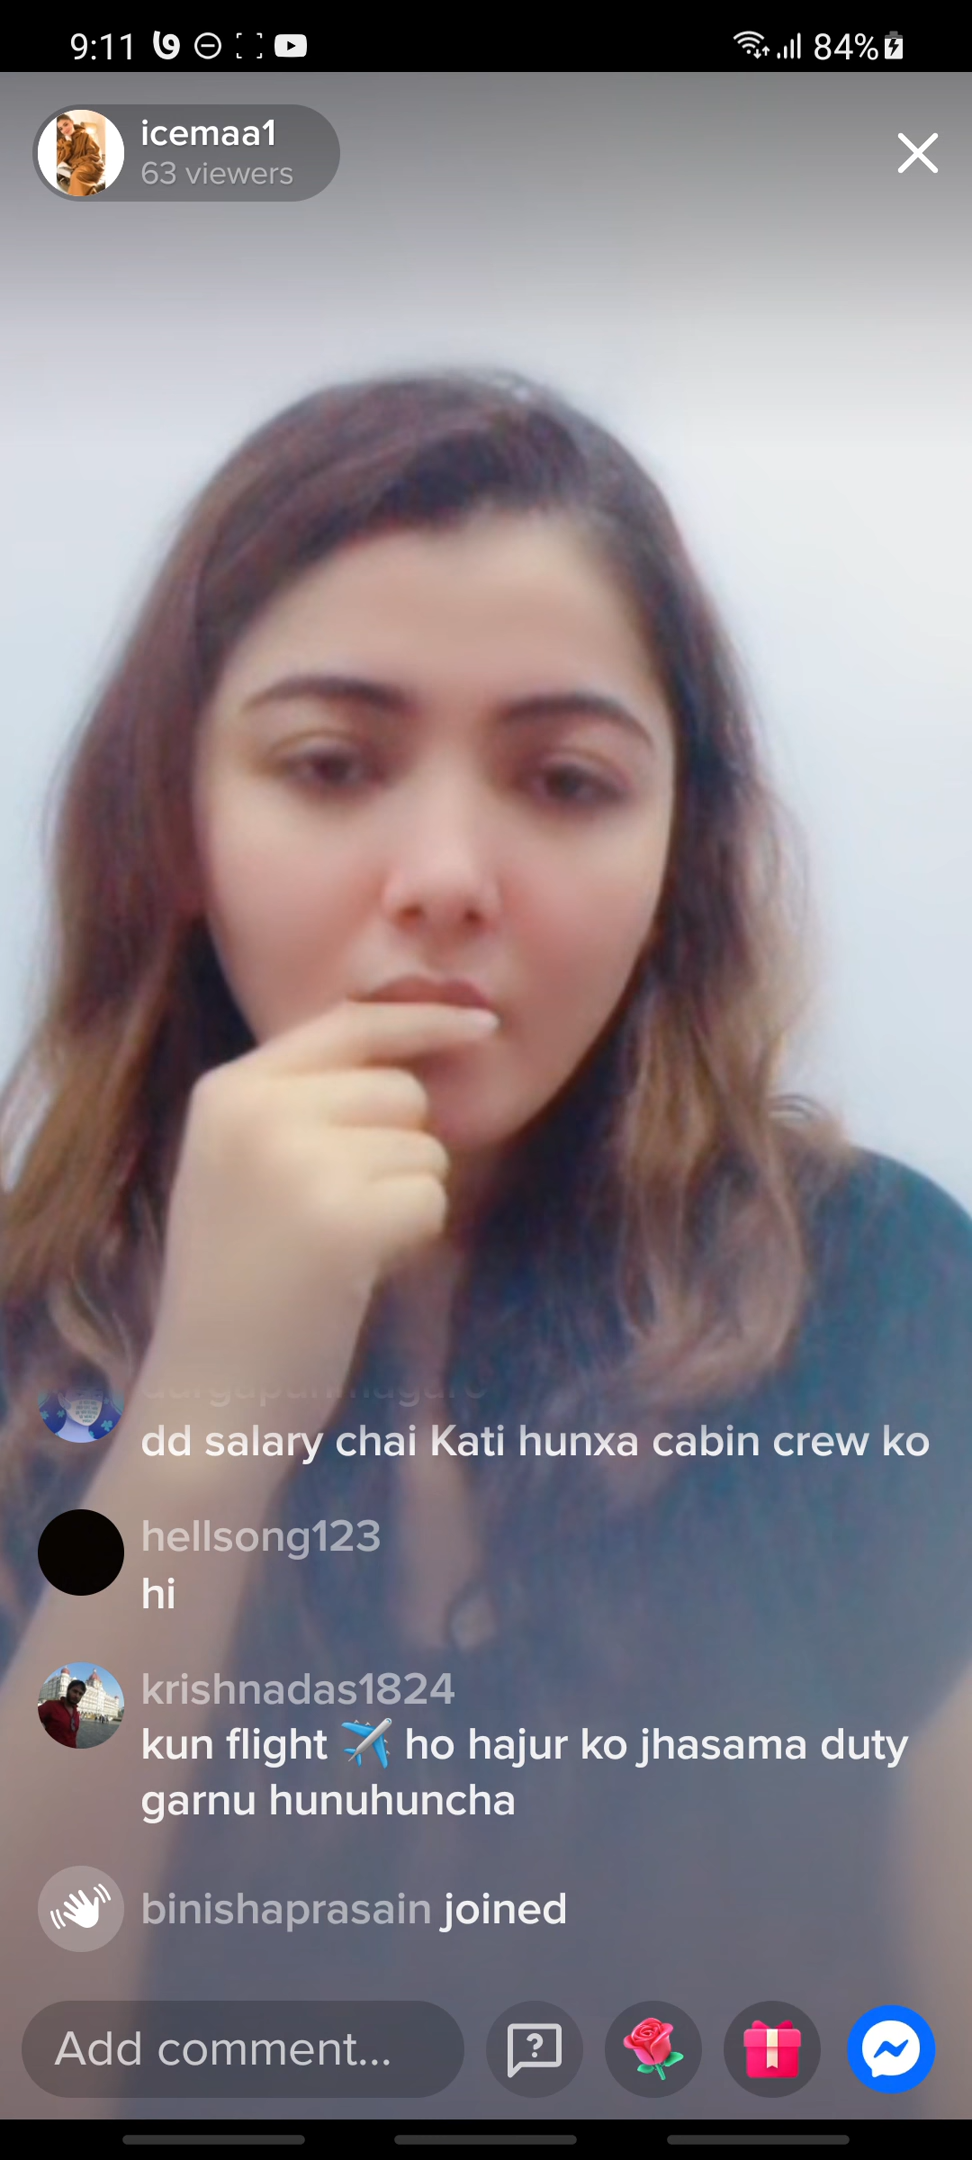 9:11
84%
icemaa1
63 viewers
dd salary chai Kati hunxa cabin crew ko
hellsong123
hi
krishnadas1824
kun flight ✈️ ho hajur ko jhasama duty
garnu hunuhuncha
binishaprasain joined
Add comment...